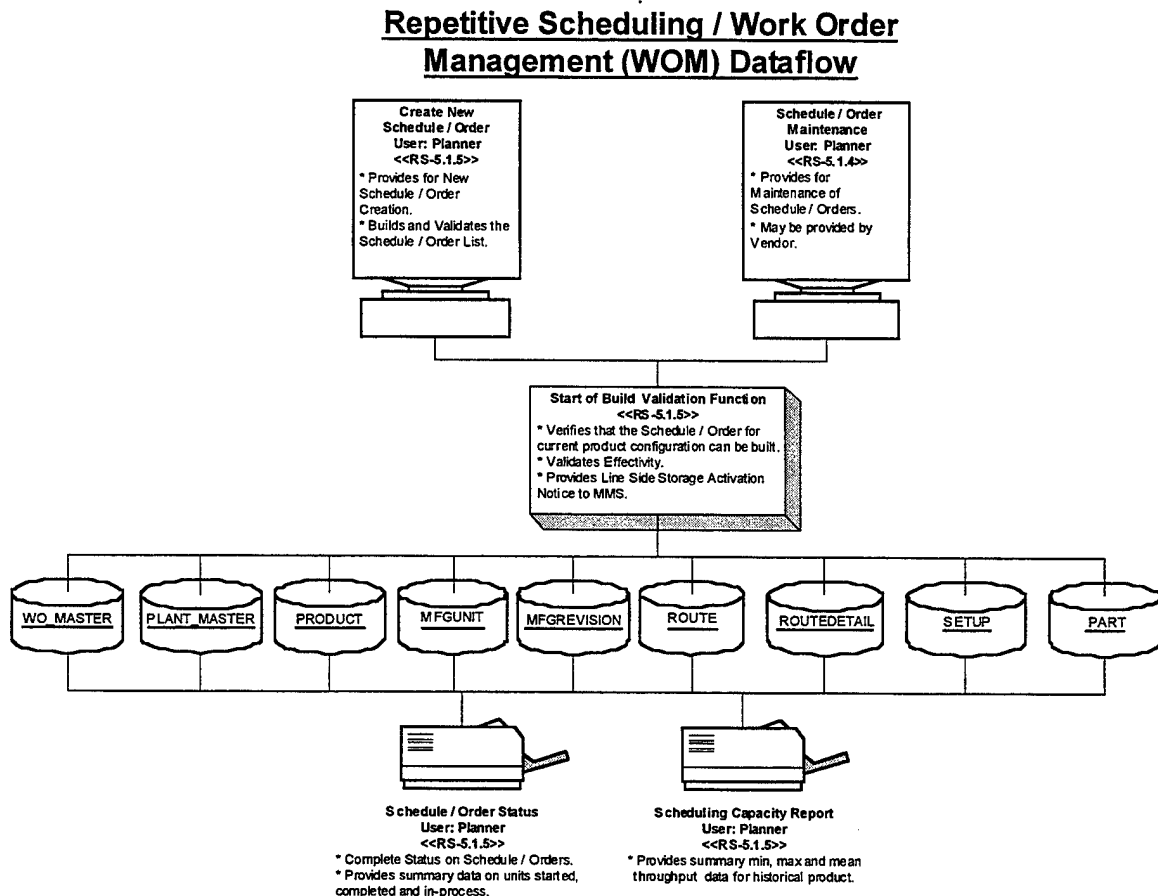 Repetitive Scheduling / Work Order
Management (WOM) Dataflow
Create New
Schedule / Order
User: Planner
<<RS-5.1.5>>
* Provides for New
Schedule / Order
Creation.
* Builds and Validates the
Schedule / Order List.
Schedule / Order
Maintenance
User: Planner
<<RS-5.1.4>>
* Provides for
Maintenance of
Schedule / Orders.
* May be provided by
Vendor.
Start of Build Validation Function
<<RS-5.1.5>>
* Verifies that the Schedule / Order for
current product configuration can be built.
* Validates Effectivity.
* Provides Line Side Storage Activation
Notice to MMS.
WO_MASTER
PLANT_MASTER
PRODUCT
MFGUNIT
MFGREVISION
ROUTE
ROUTEDETAIL
SETUP
PART
Schedule / Order Status
User: Planner
<<RS-5.1.5>>
* Complete Status on Schedule / Orders.
* Provides summary data on units started,
completed and in-process.
Scheduling Capacity Report
User: Planner
<<RS-5.1.5>>
* Provides summary min, max and mean
throughput data for historical product.